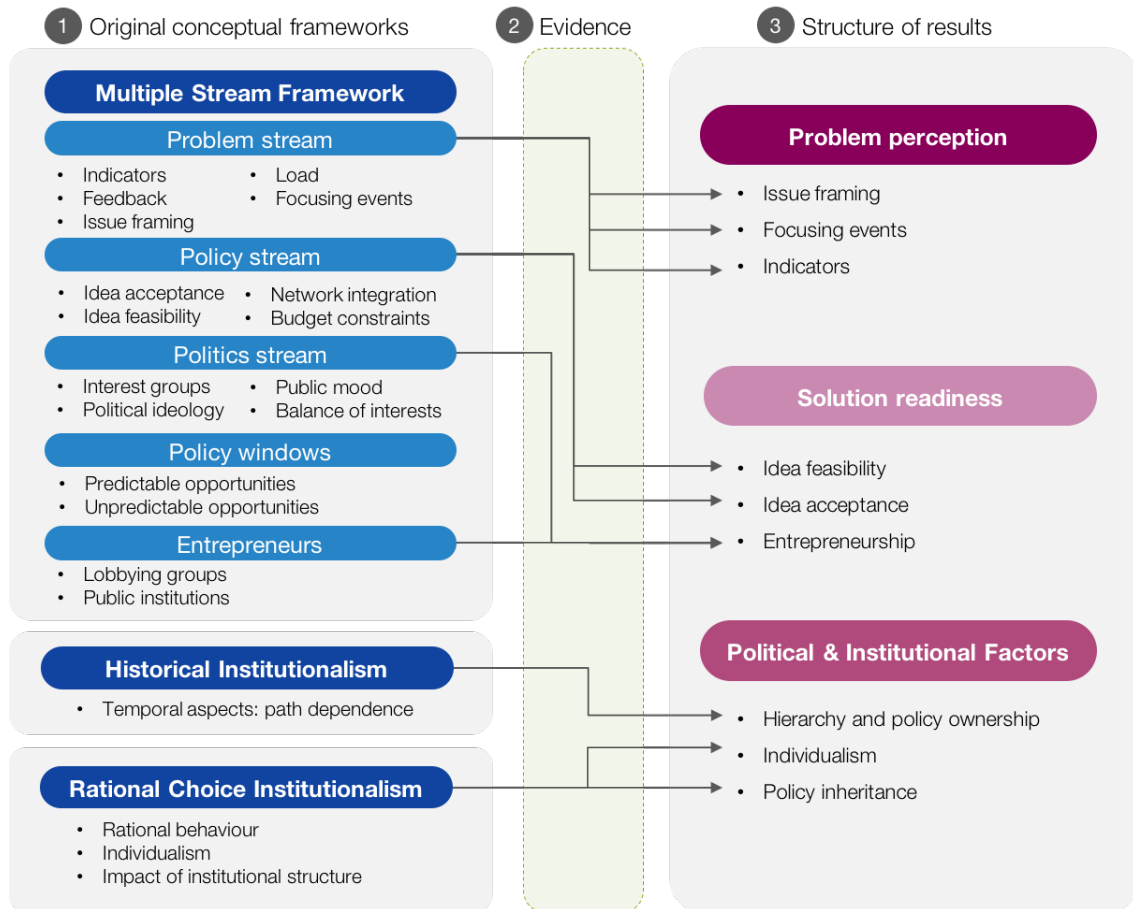 1 Original conceptual frameworks
2 Evidence
3 Structure of results
Multiple Stream Framework
Problem stream
• Indicators
• Feedback
• Issue framing
• Load
• Focusing events
Policy stream
• Idea acceptance
• Idea feasibility
• Network integration
• Budget constraints
Politics stream
• Interest groups
• Political ideology
• Public mood
• Balance of interests
Policy windows
• Predictable opportunities
• Unpredictable opportunities
Entrepreneurs
• Lobbying groups
• Public institutions
Historical Institutionalism
• Temporal aspects: path dependence
Rational Choice Institutionalism
• Rational behaviour
• Individualism
• Impact of institutional structure
Problem perception
• Issue framing
• Focusing events
• Indicators
Solution readiness
• Idea feasibility
• Idea acceptance
• Entrepreneurship
Political & Institutional Factors
• Hierarchy and policy ownership
• Individualism
• Policy inheritance